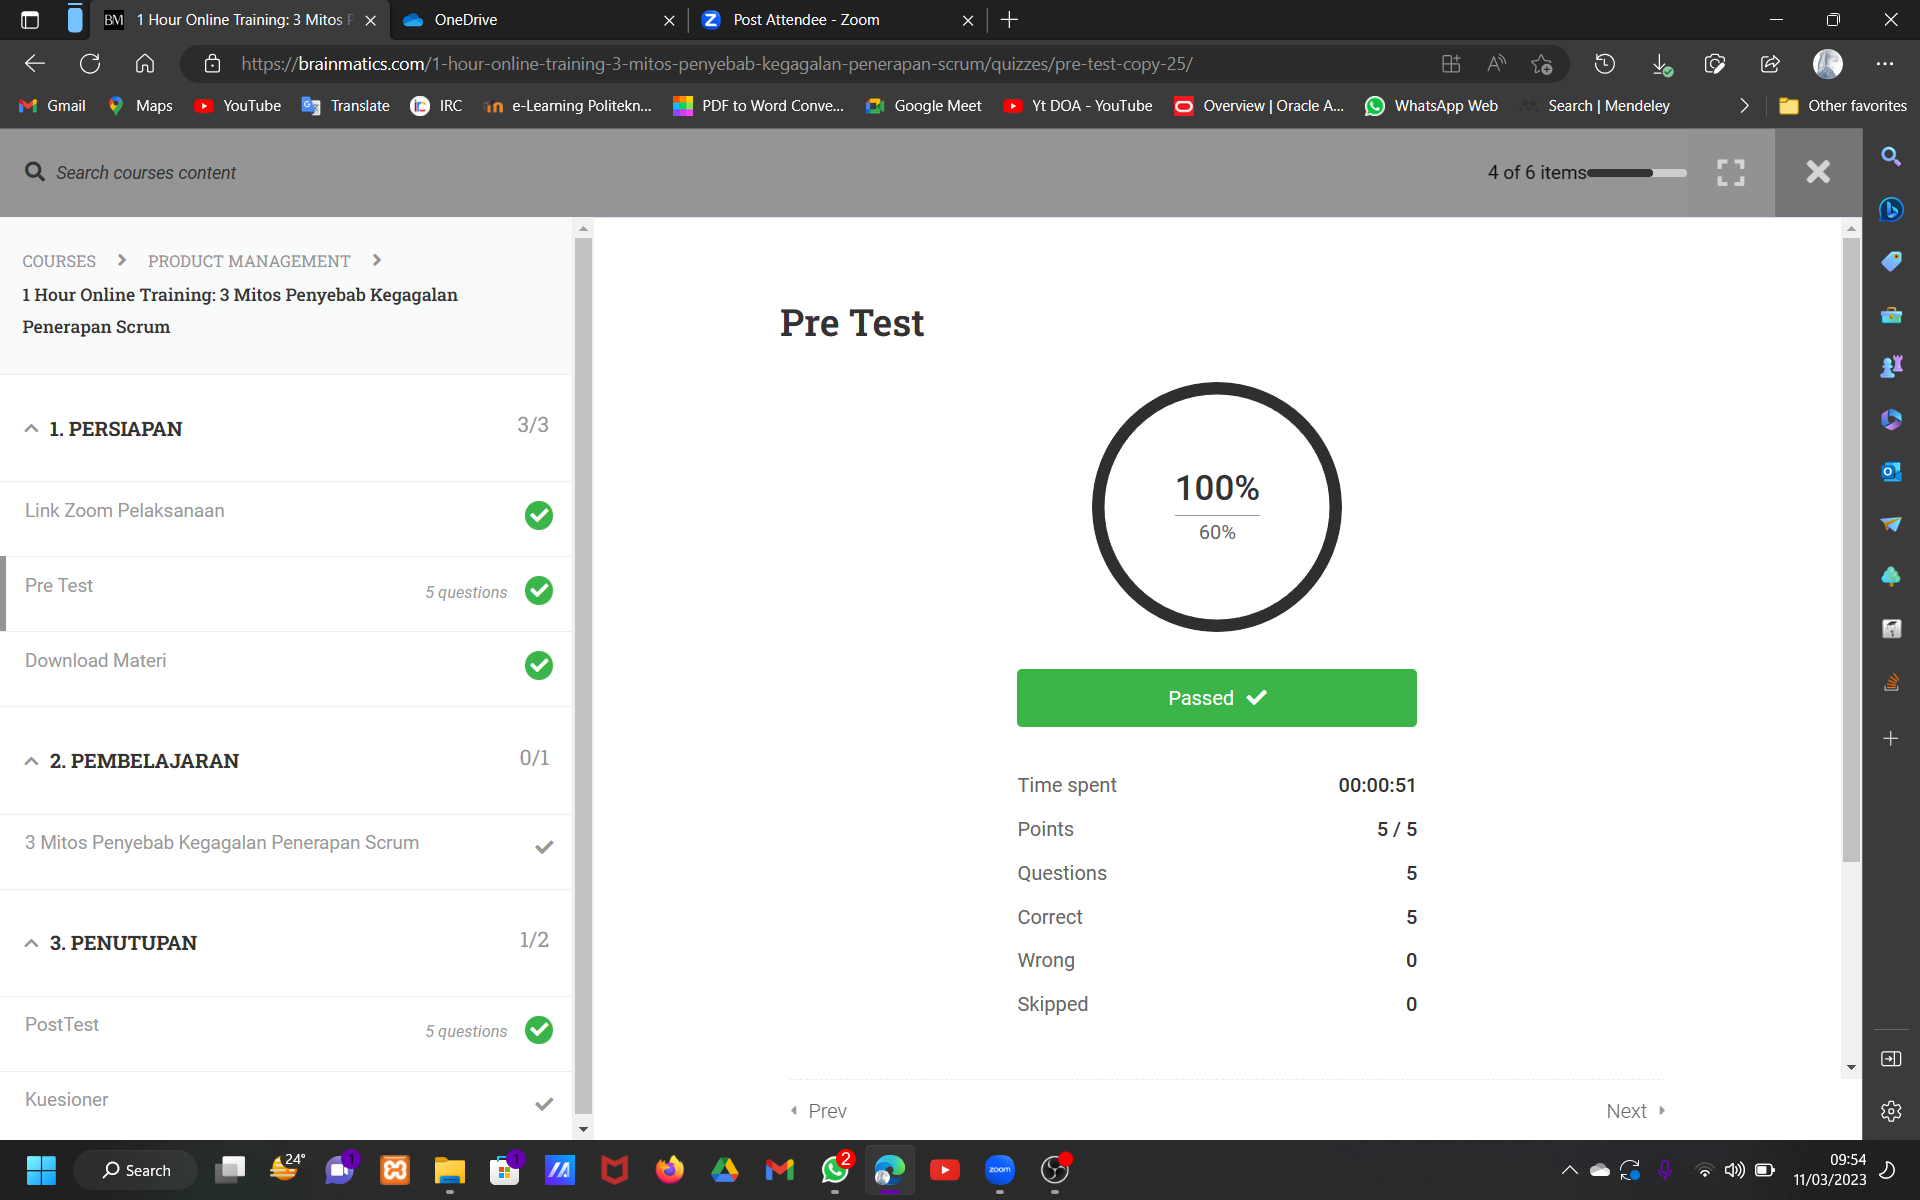 BM 1 Hour Online Training: 3 Mitos P
OneDrive
Post Attendee - Zoom
https://brainmatics.com/1-hour-online-training-3-mitos-penyebab-kegagalan-penerapan-scrum/quizzes/pre-test-copy-25/
Gmail
Maps
YouTube
Translate
IRC
e-Learning Politekn...
PDF to Word Conve...
Google Meet
Yt DOA - YouTube
Overview | Oracle A...
WhatsApp Web
Search | Mendeley
Other favorites
Search courses content
4 of 6 items
COURSES
PRODUCT MANAGEMENT
1 Hour Online Training: 3 Mitos Penyebab Kegagalan
Penerapan Scrum
1. PERSIAPAN 3/3
Link Zoom Pelaksanaan
Pre Test 5 questions
Download Materi
2. PEMBELAJARAN 0/1
3 Mitos Penyebab Kegagalan Penerapan Scrum
3. PENUTUPAN 1/2
PostTest 5 questions
Kuesioner
Pre Test
100%
60%
Passed
Time spent 00:00:51
Points 5 / 5
Questions 5
Correct 5
Wrong 0
Skipped 0
Prev
Next
Search
24°
1
1
2
zoom
09:54
11/03/2023